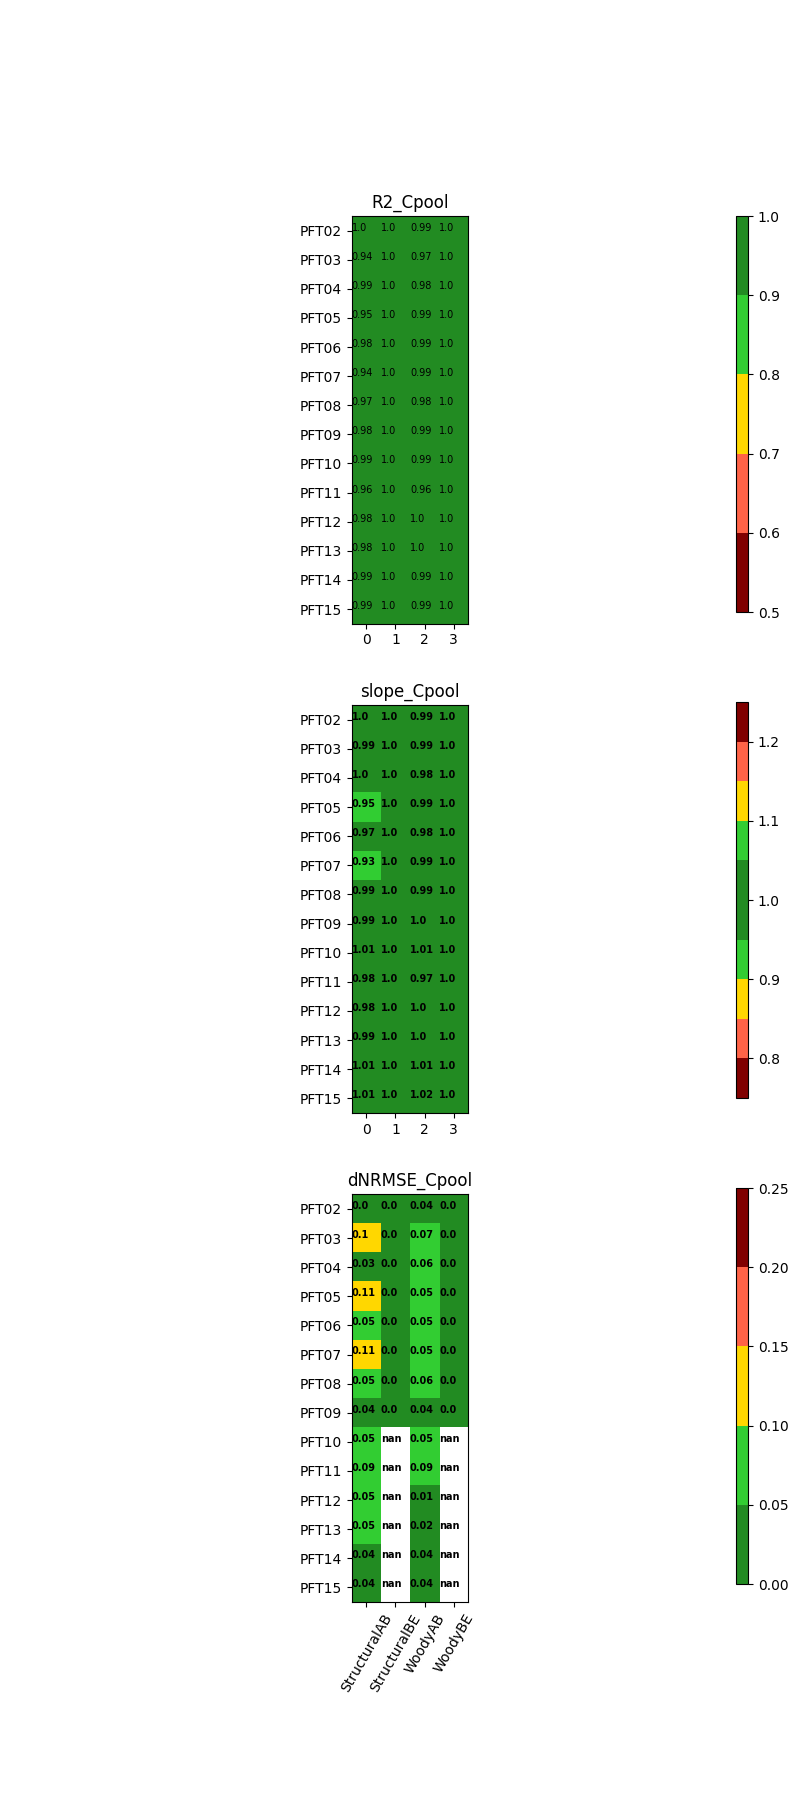 R2_Cpool
PFT02 1.0 1.0 0.99 1.0
PFT03 0.94 1.0 0.97 1.0
PFT04 0.99 1.0 0.98 1.0
PFT05 0.95 1.0 0.99 1.0
PFT06 0.98 1.0 0.99 1.0
PFT07 0.94 1.0 0.99 1.0
PFT08 0.97 1.0 0.98 1.0
PFT09 0.98 1.0 0.99 1.0
PFT10 0.99 1.0 0.99 1.0
PFT11 0.96 1.0 0.96 1.0
PFT12 0.98 1.0 1.0 1.0
PFT13 0.98 1.0 1.0 1.0
PFT14 0.99 1.0 0.99 1.0
PFT15 0.99 1.0 0.99 1.0
0 1 2 3
1.0
0.9
0.8
0.7
0.6
0.5
slope_Cpool
PFT02 1.0 1.0 0.99 1.0
PFT03 0.99 1.0 0.99 1.0
PFT04 1.0 1.0 0.98 1.0
PFT05 0.95 1.0 0.99 1.0
PFT06 0.97 1.0 0.98 1.0
PFT07 0.93 1.0 0.99 1.0
PFT08 0.99 1.0 0.99 1.0
PFT09 0.99 1.0 1.0 1.0
PFT10 1.01 1.0 1.01 1.0
PFT11 0.98 1.0 0.97 1.0
PFT12 0.98 1.0 1.0 1.0
PFT13 0.99 1.0 1.0 1.0
PFT14 1.01 1.0 1.01 1.0
PFT15 1.01 1.0 1.02 1.0
0 1 2 3
1.2
1.1
1.0
0.9
0.8
dNRMSE_Cpool
PFT02 0.0 0.0 0.04 0.0
PFT03 0.1 0.0 0.07 0.0
PFT04 0.03 0.0 0.06 0.0
PFT05 0.11 0.0 0.05 0.0
PFT06 0.05 0.0 0.05 0.0
PFT07 0.11 0.0 0.05 0.0
PFT08 0.05 0.0 0.06 0.0
PFT09 0.04 0.0 0.04 0.0
PFT10 0.05 nan 0.05 nan
PFT11 0.09 nan 0.09 nan
PFT12 0.05 nan 0.01 nan
PFT13 0.05 nan 0.02 nan
PFT14 0.04 nan 0.04 nan
PFT15 0.04 nan 0.04 nan
StructuralAB
StructuralBE
WoodyAB
WoodyBE
0.25
0.20
0.15
0.10
0.05
0.00